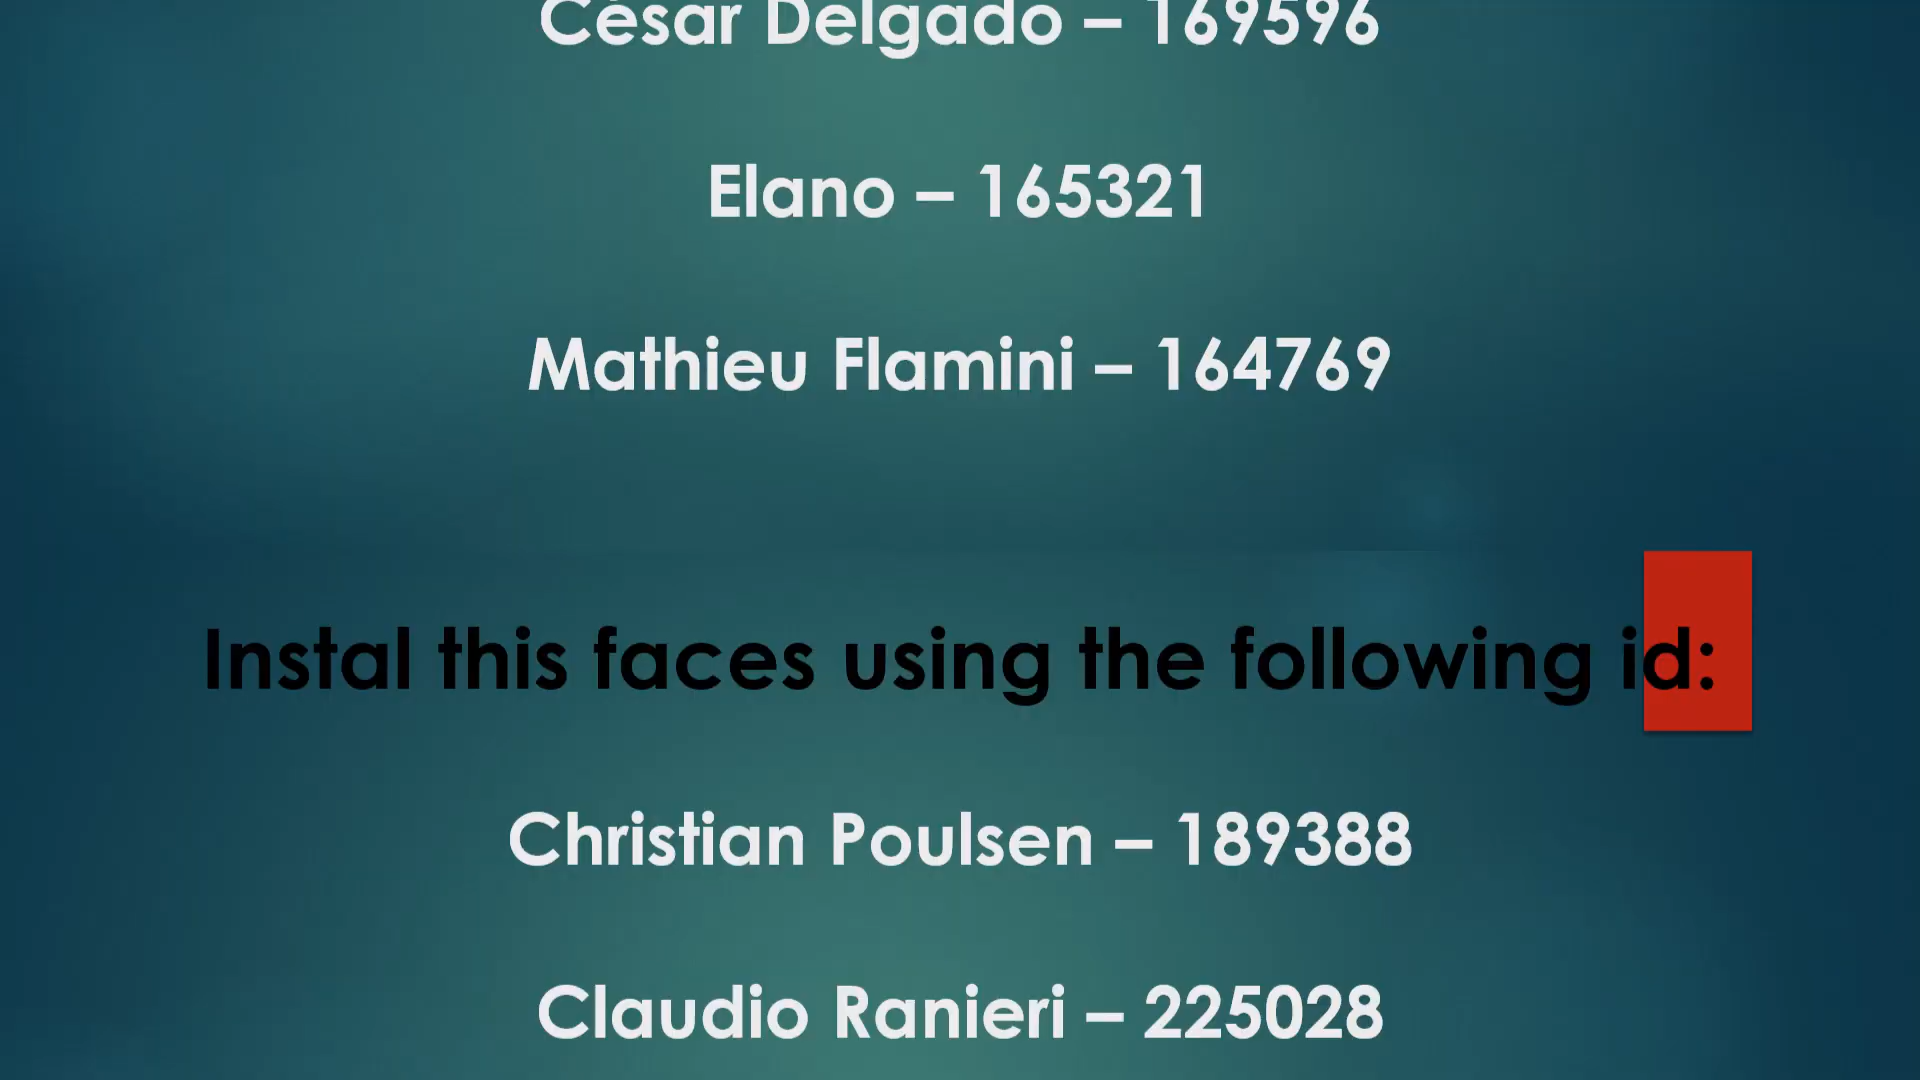 César Delgado – 169596
Elano – 165321
Mathieu Flamini – 164769
Instal this faces using the following id:
Christian Poulsen – 189388
Claudio Ranieri – 225028